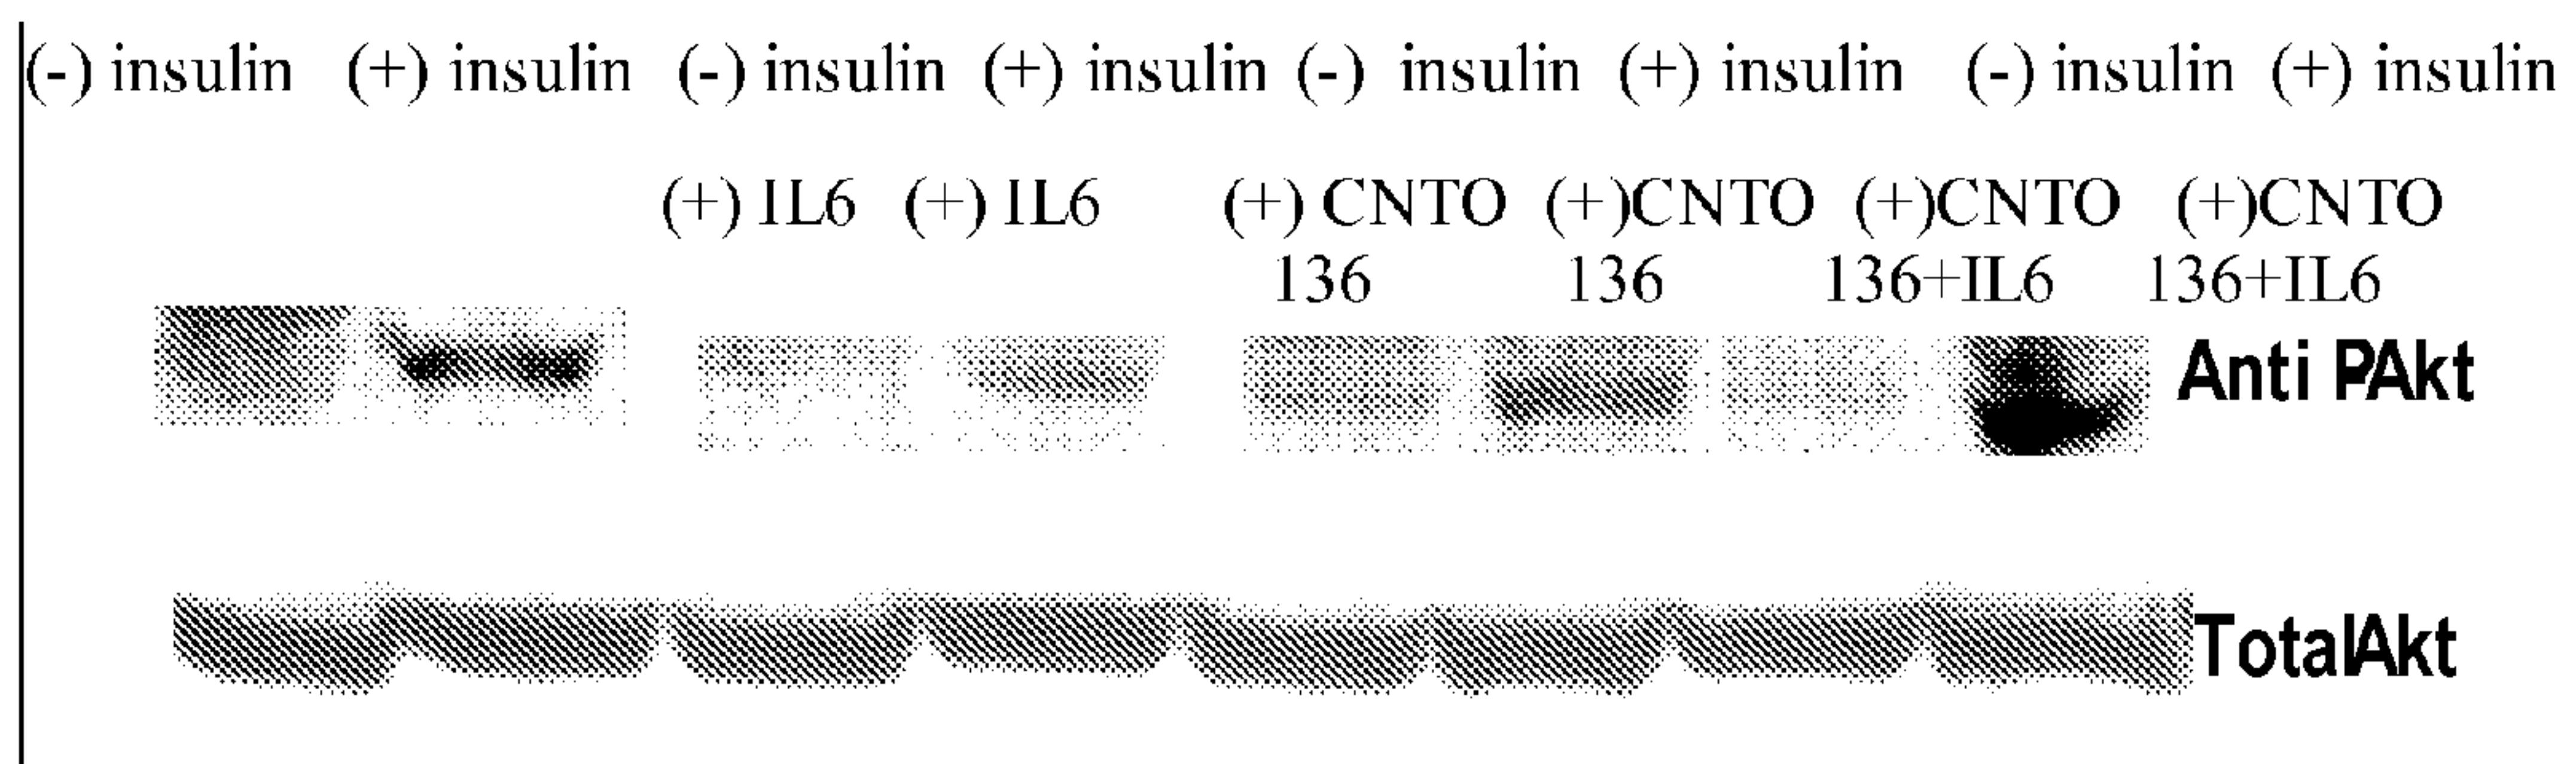 (-) insulin (+) insulin (-) insulin (+) insulin (-) insulin (+) insulin (-) insulin (+) insulin
(+) IL6 (+) IL6 (+) CNTO (+)CNTO (+)CNTO (+)CNTO
136 136 136+IL6 136+IL6
Anti PAkt
TotalAkt